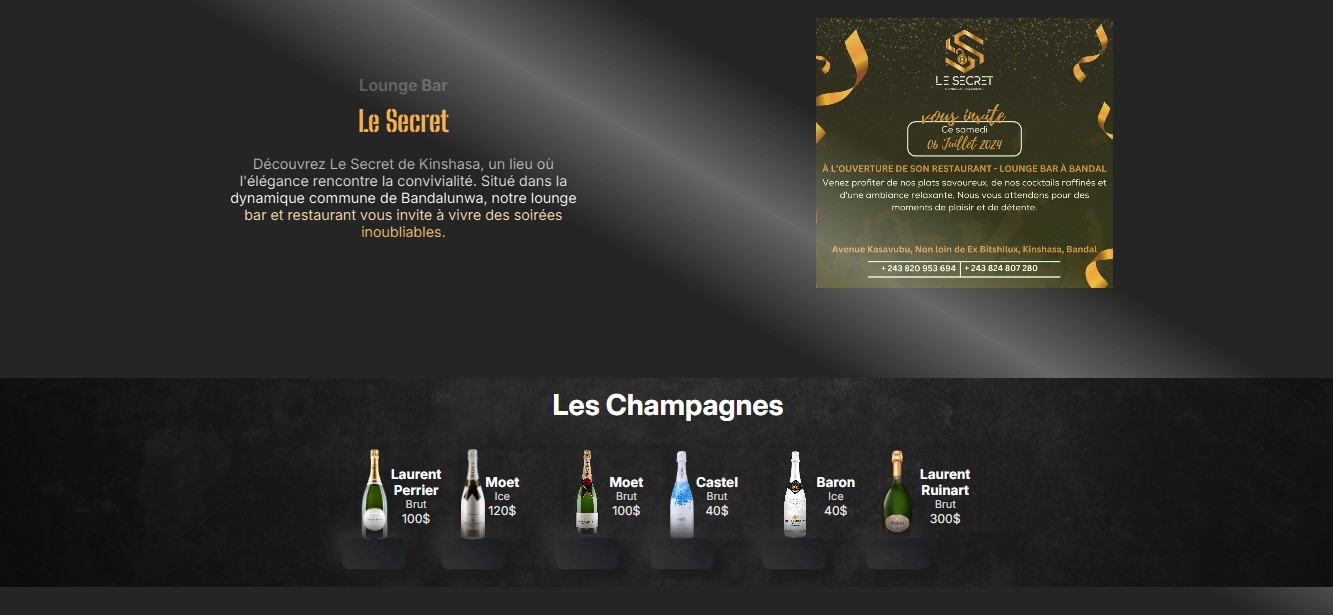 Lounge Bar
Le Secret
Découvrez Le Secret de Kinshasa, un lieu où
l'élégance rencontre la convivialité. Situé dans la
dynamique commune de Bandalunwa, notre lounge
bar et restaurant vous invite à vivre des soirées
inoubliables.
LE SECRET
vous invite
Ce samedi
06 Juillet 2024
À L'OUVERTURE DE SON RESTAURANT - LOUNGE BAR À BANDAL
Venez profiter de nos plats savoureux, de nos cocktails raffinés et
d'une ambiance relaxante. Nous vous attendons pour des
moments de plaisir et de détente.
Avenue Kasavubu, Non loin de Ex Bitshilux, Kinshasa, Bandal
+ 243 820 953 694 + 243 824 807 280
Les Champagnes
Laurent
Perrier
Brut
100$
Moet
Ice
120$
Moet
Brut
100$
Castel
Brut
40$
Baron
Ice
40$
Laurent
Ruinart
Brut
300$